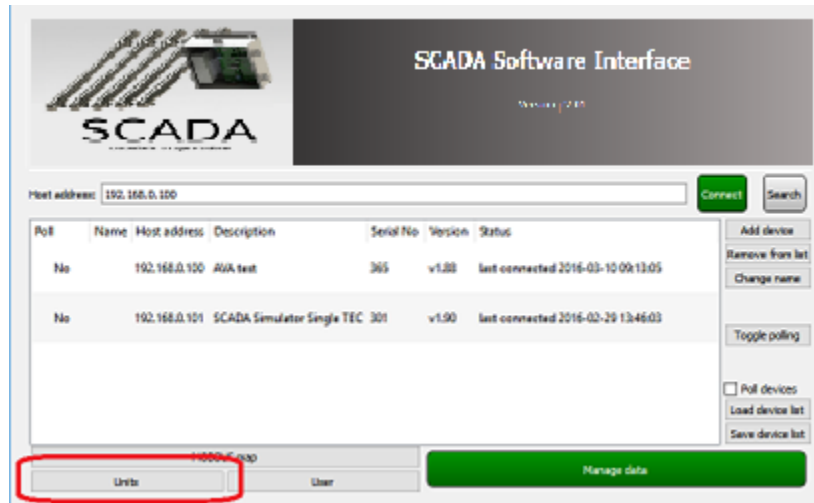 SCADA
SCADA Software Interface
Host address: 192.168.0.100
Connect
Search
Poll Name Host address Description Serial No Version Status
No 192.168.0.100 AVA test 365 v1.88 last connected 2016-03-10 09:13:05
No 192.168.0.101 SCADA Simulator Single TEC 301 v1.90 last connected 2016-02-29 13:46:03
Add device
Remove from list
Change name
Toggle polling
Poll devices
Load device list
Save device list
map
Units
User
Manage data